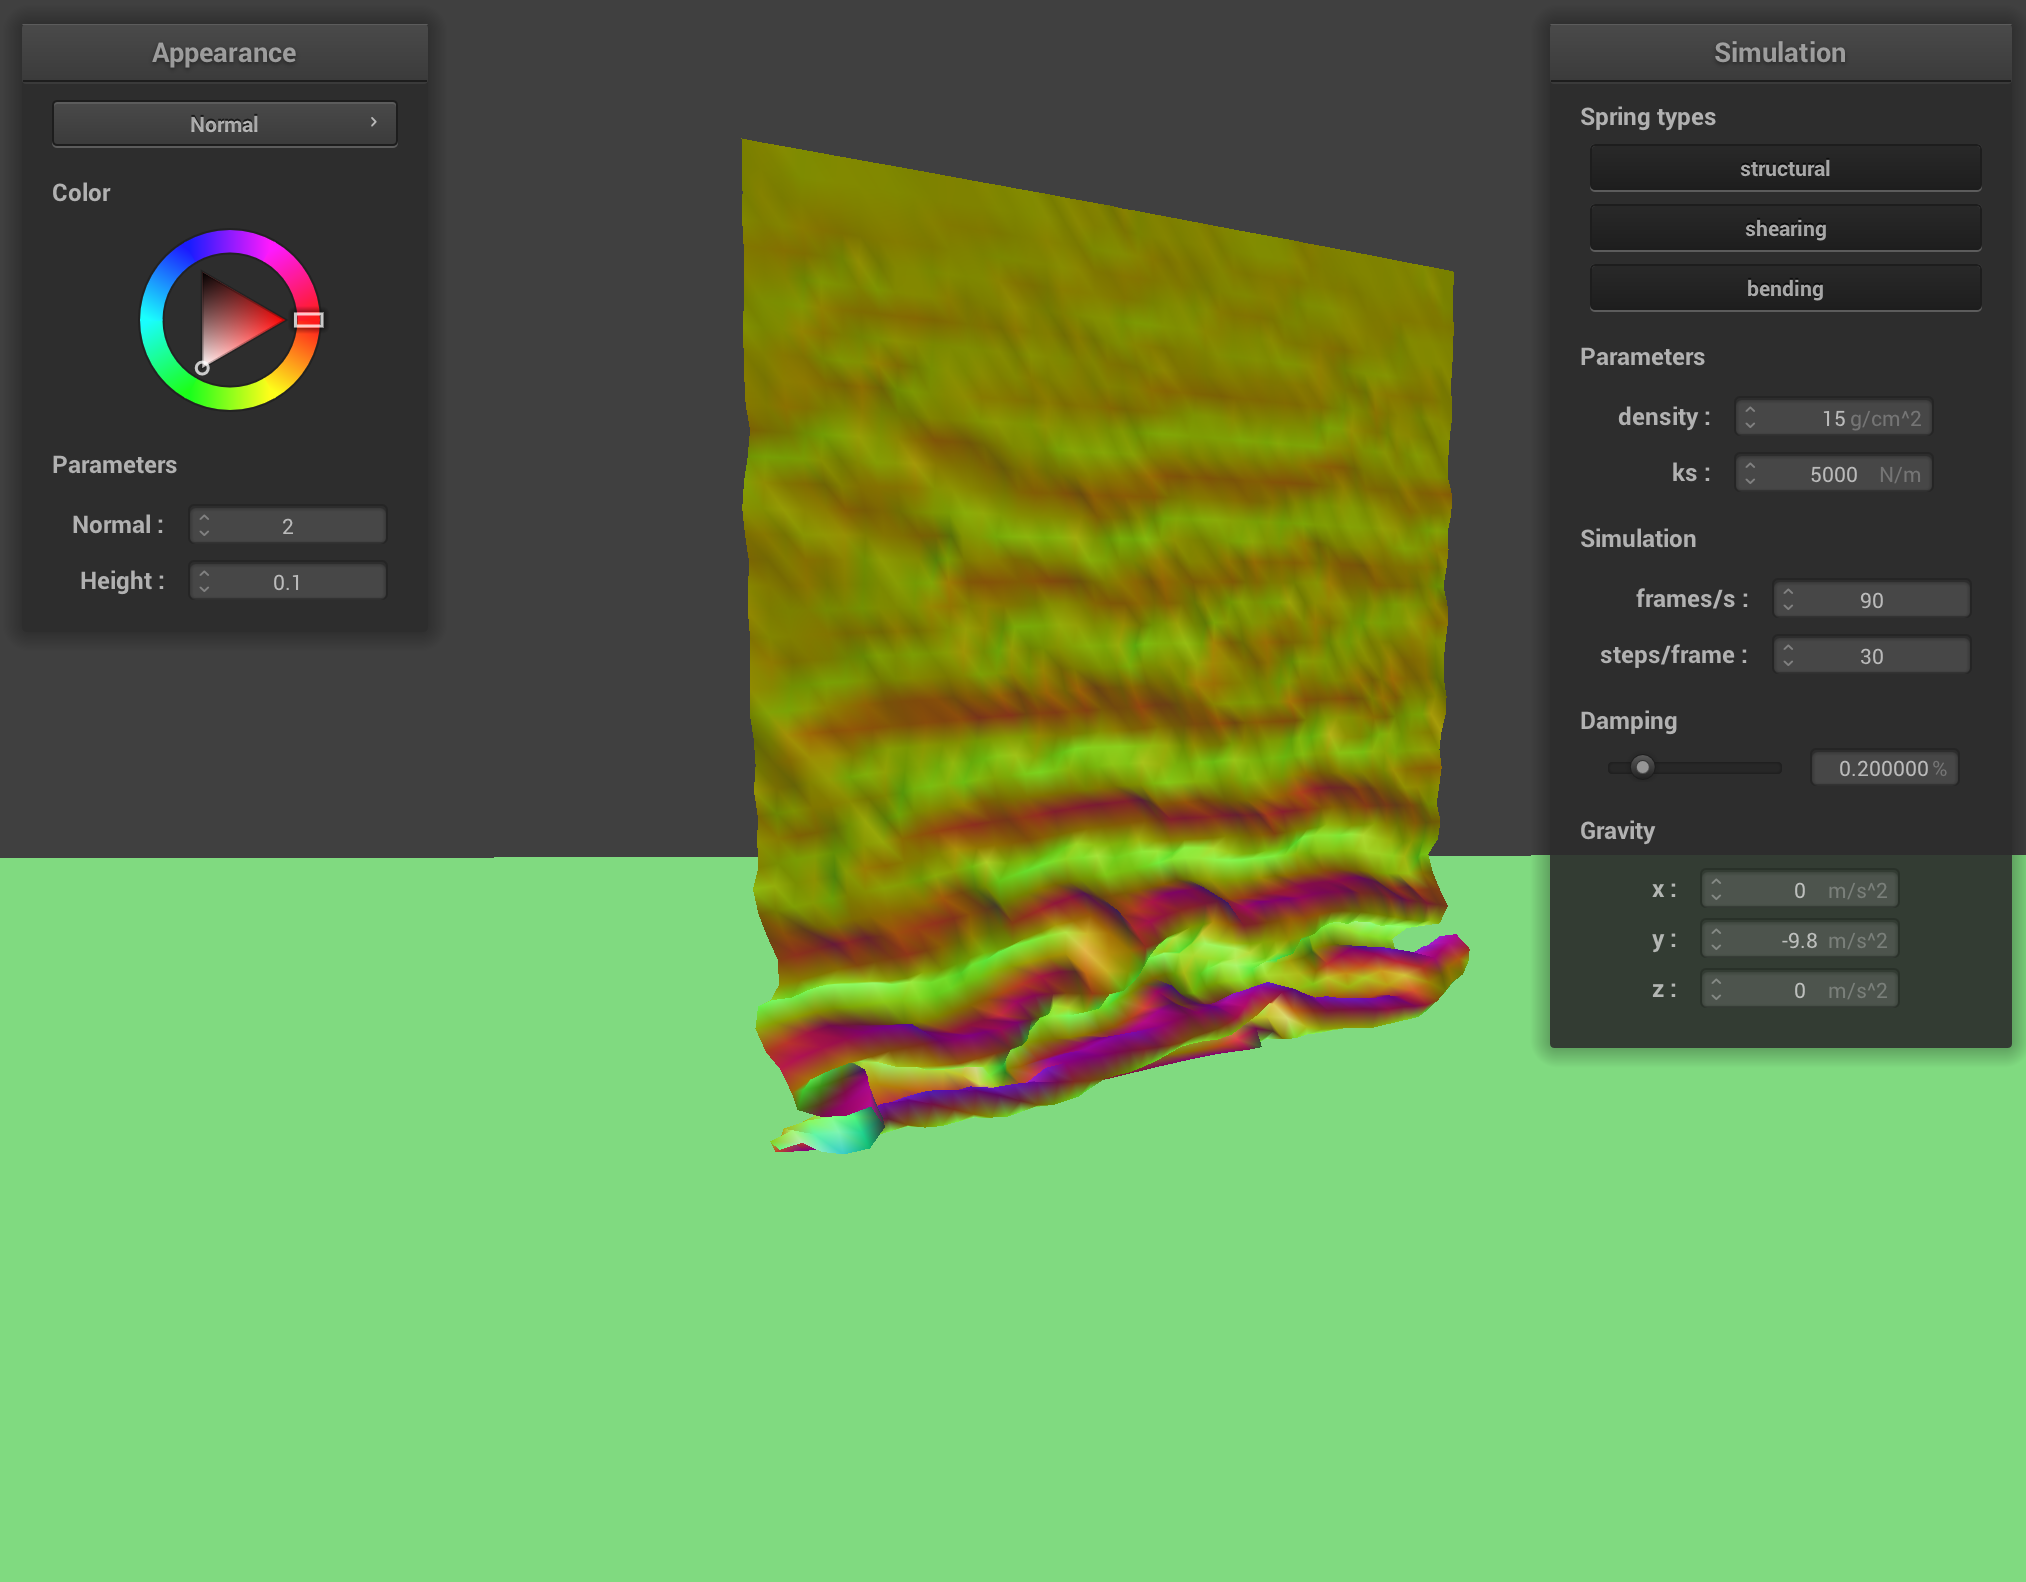 Appearance
Normal
Color
Parameters
Normal :
2
Height :
0.1
Simulation
Spring types
structural
shearing
bending
Parameters
density :
15 g/cm^2
ks :
5000 N/m
Simulation
frames/s :
90
steps/frame :
30
Damping
0.200000 %
Gravity
x :
0 m/s^2
y :
-9.8 m/s^2
z :
0 m/s^2